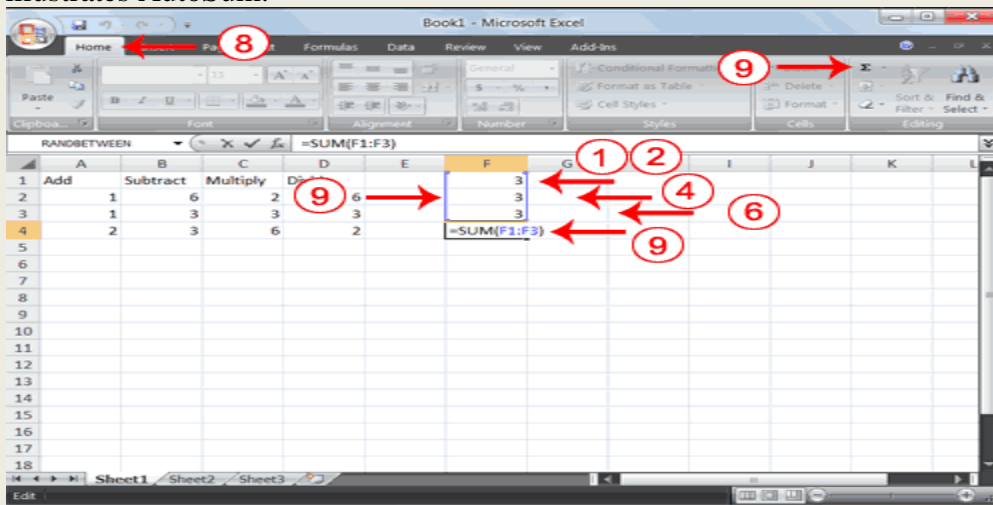 illustrates AutoSum.
Book1 - Microsoft Excel
Home Formulas Data Review View Add-Ins
8
9
Paste
General
Conditional Formatting
Format as Table
Cell Styles
Delete
Format
Σ
Sort & Filter
Find & Select
Clipboa... Font Alignment Number Styles Cells Editing
RANDBETWEEN =SUM(F1:F3)
A B C D E F G I J K L
1 Add Subtract Multiply 3
2 1 6 2 6 3
3 1 3 3 3 3
4 2 3 6 2 =SUM(F1:F3)
1 2
9
4
6
9
5
6
7
8
9
10
11
12
13
14
15
16
17
18
Sheet1 Sheet2 Sheet3
Edit